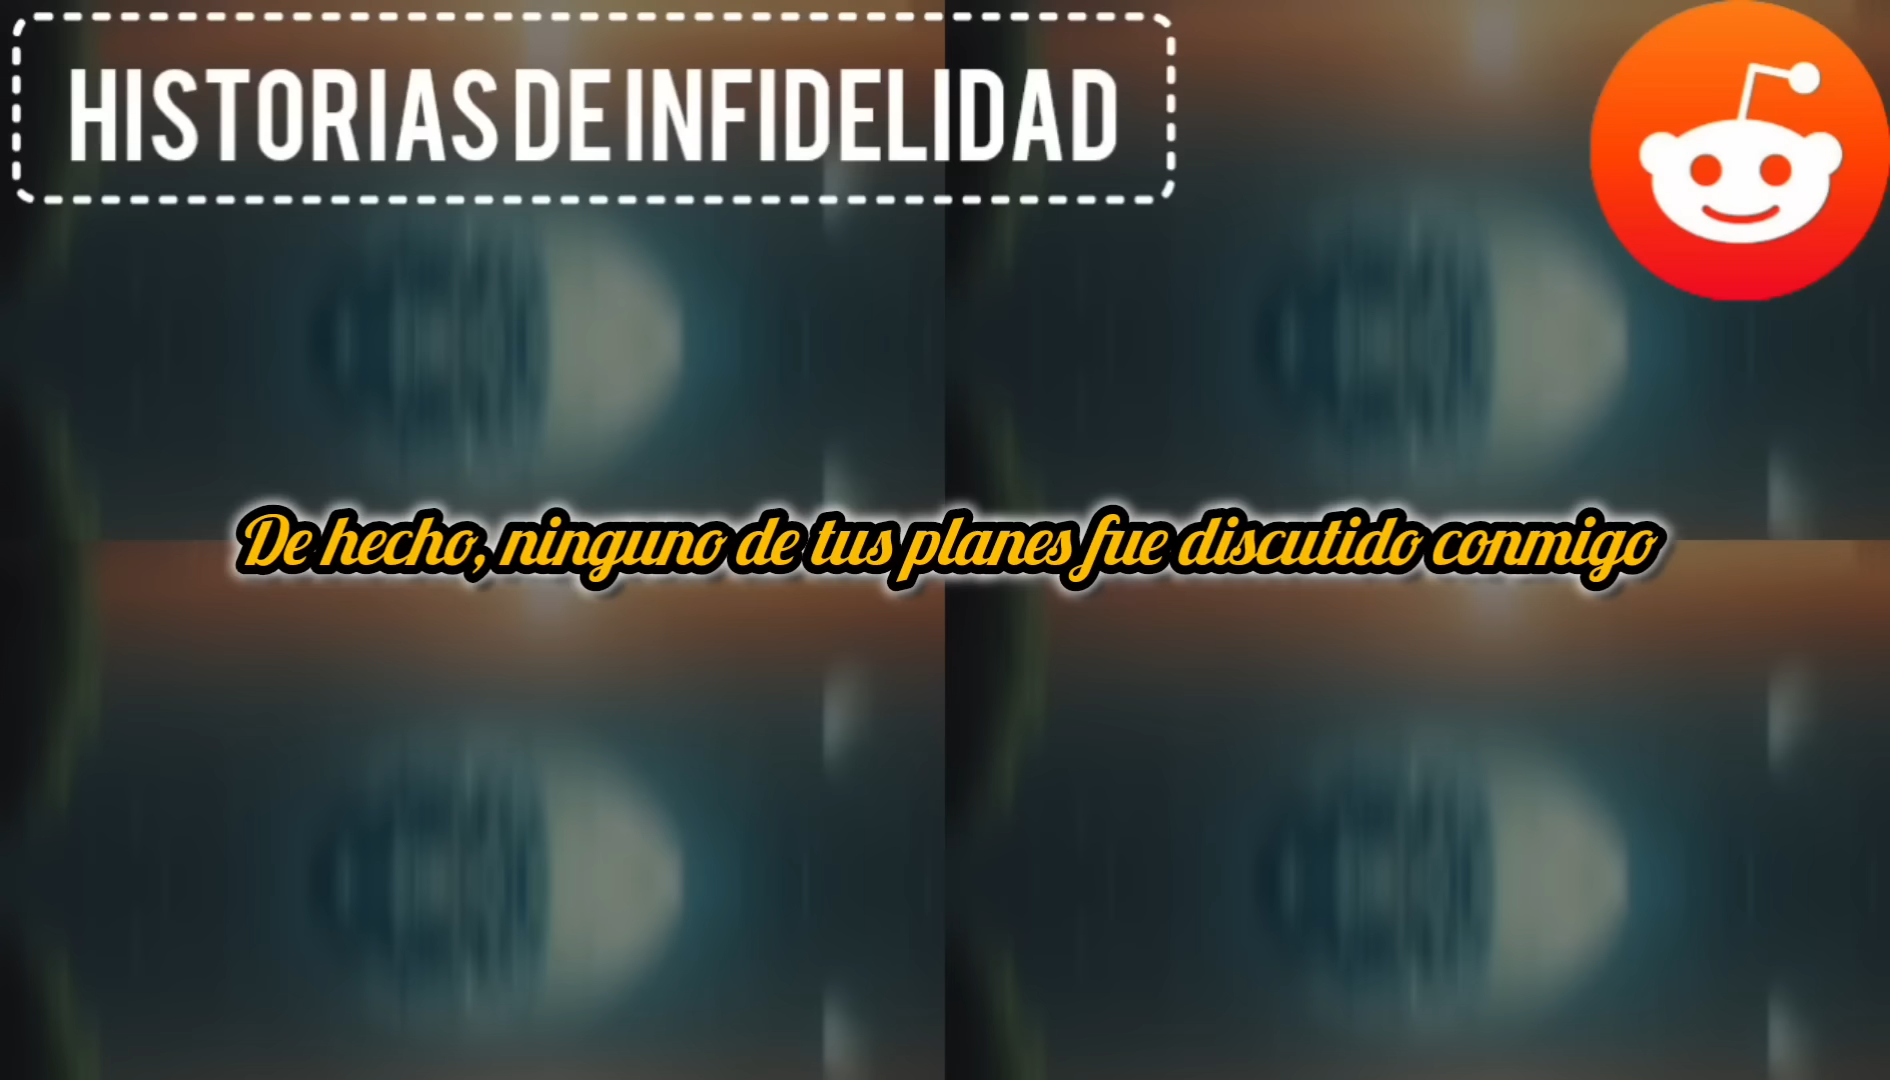 HISTORIAS DE INFIDELIDAD
De hecho, ninguno de tus planes fue discutido conmigo